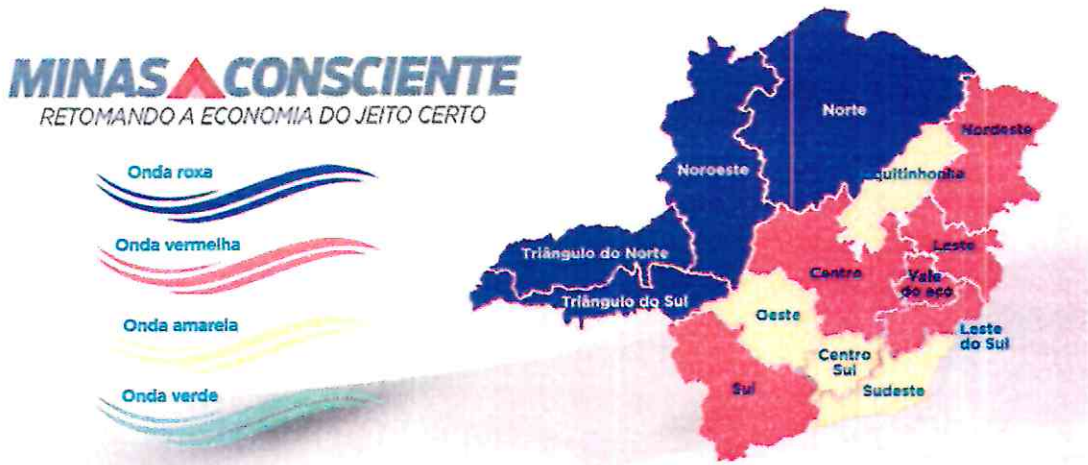 MINAS CONSCIENTE
RETOMANDO A ECONOMIA DO JEITO CERTO
Onda roxa
Onda vermelha
Onda amarela
Onda verde
Norte
Nordeste
Noroeste
equitinhonha
Triângulo do Norte
Leste
Centro
Vale
do aço
Triângulo do Sul
Oeste
Leste
do Sul
Centro
Sul
Sul
Sudeste